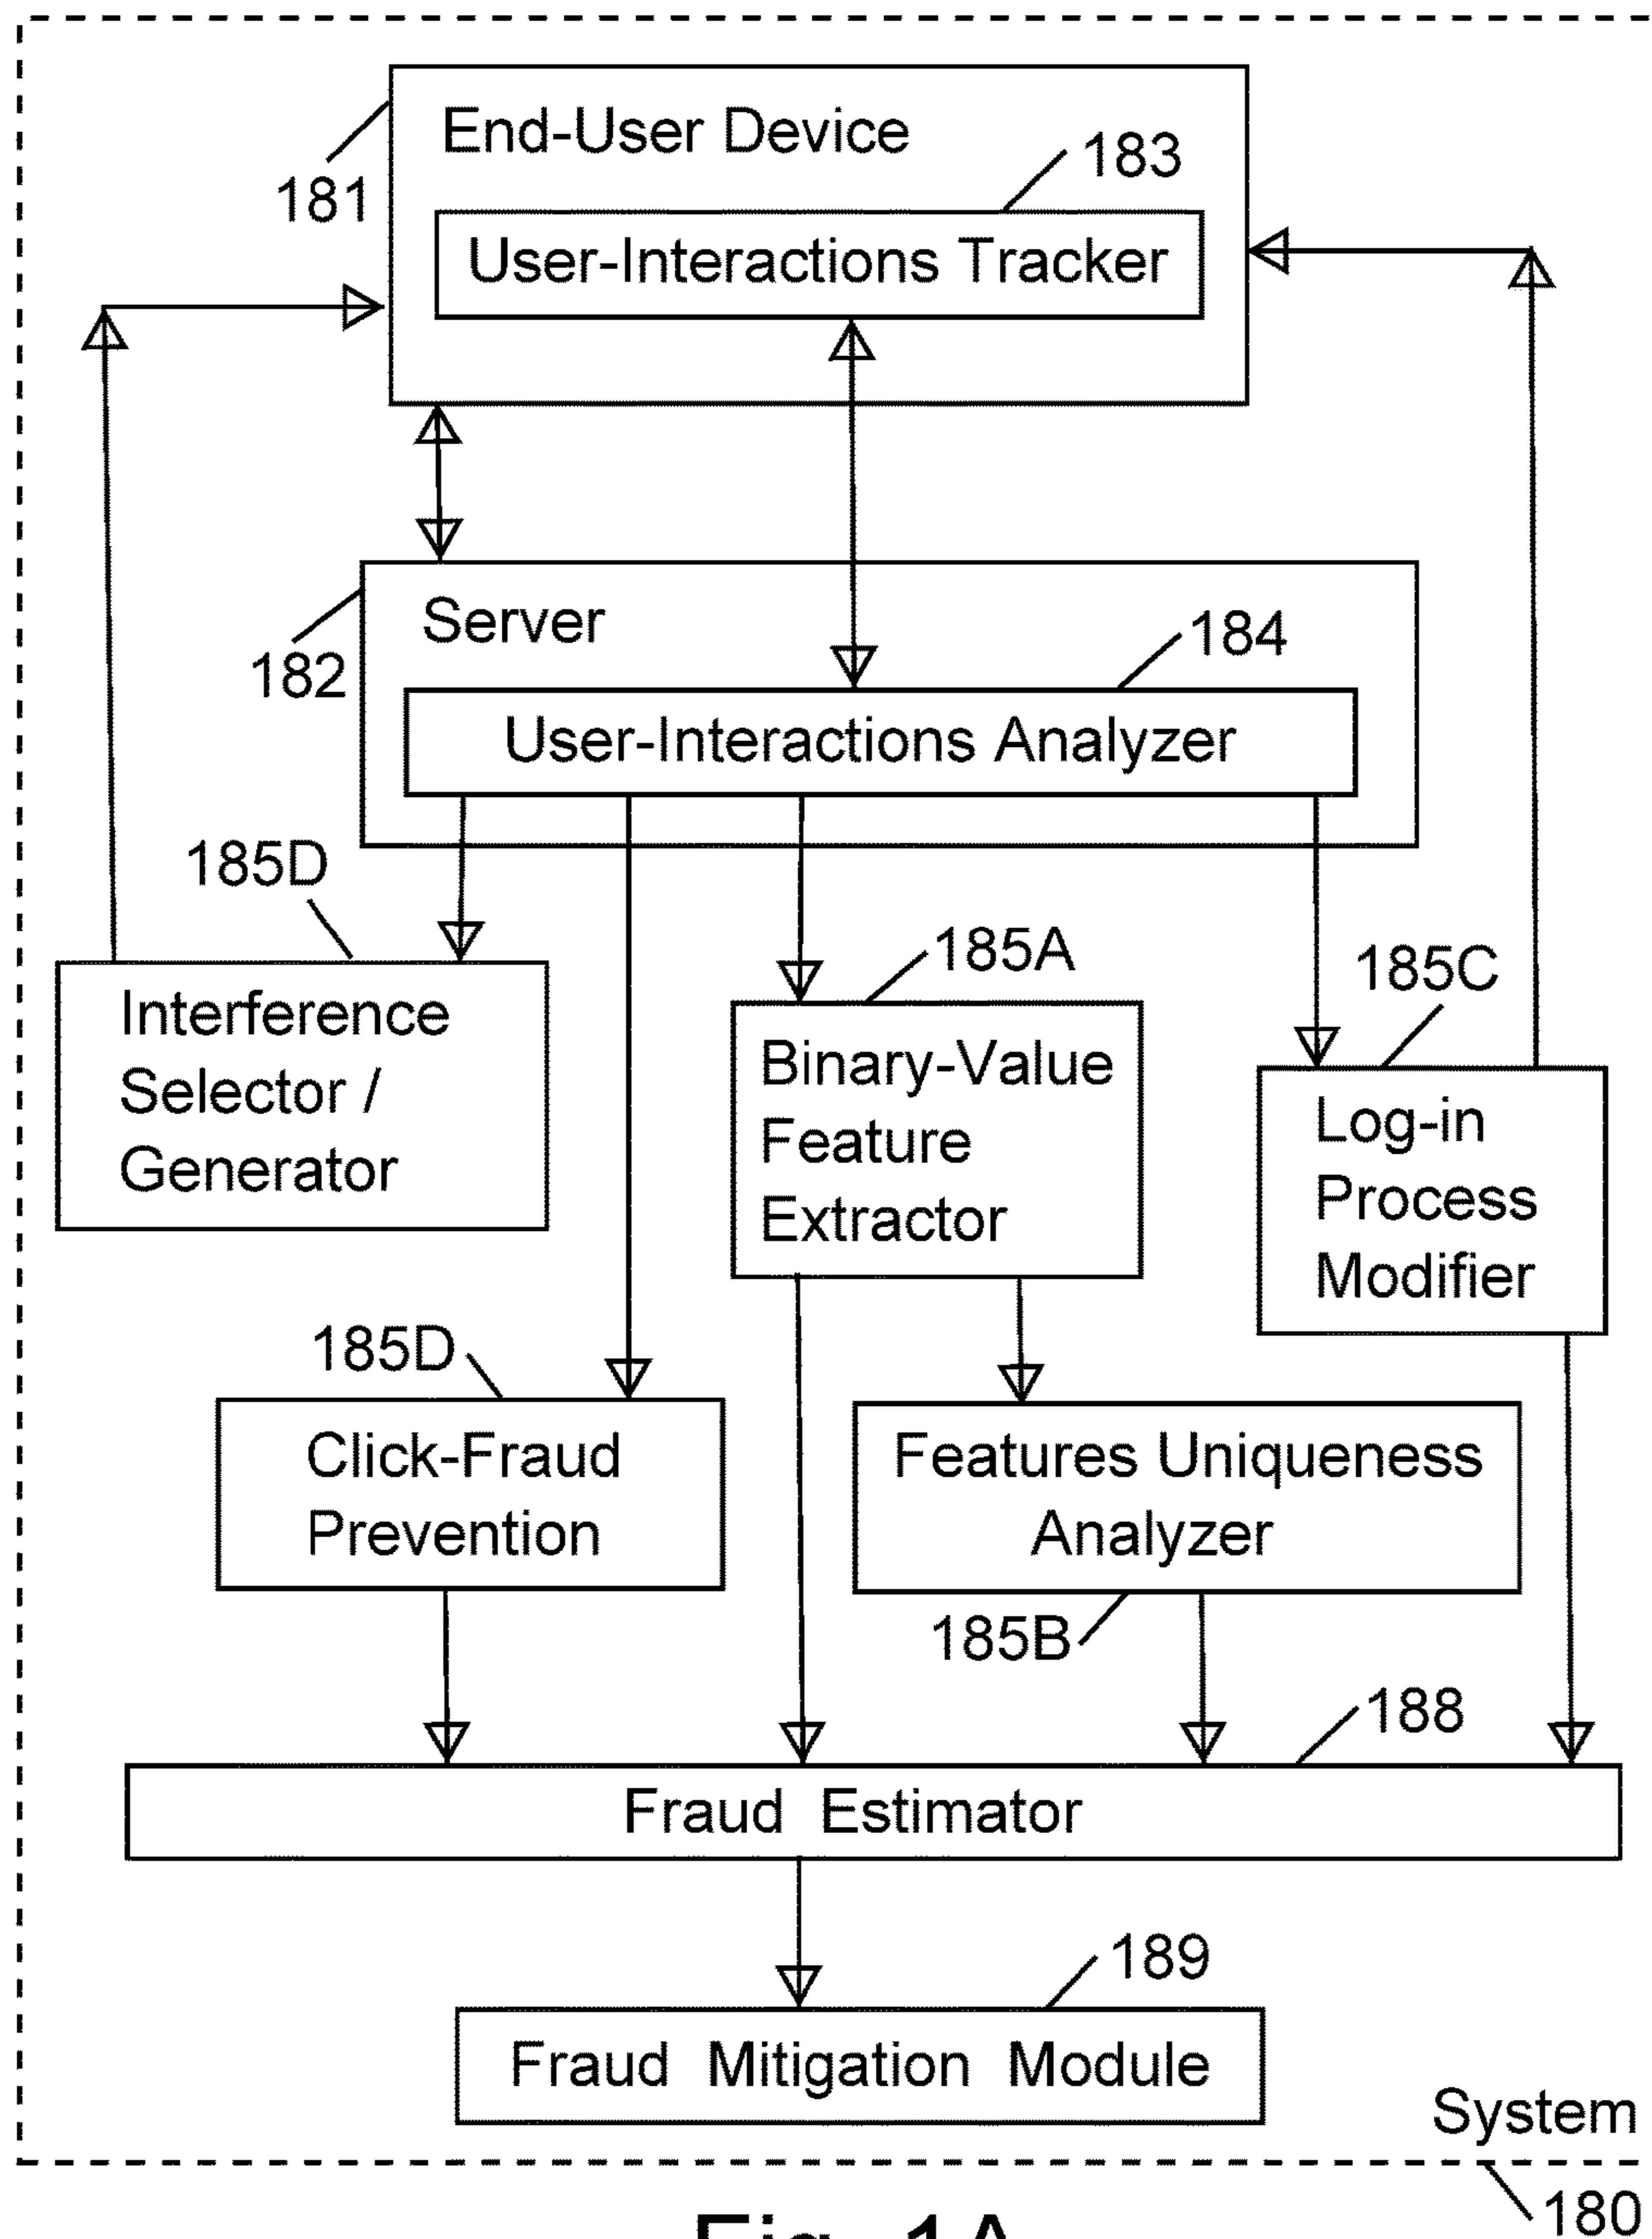 End-User Device
183
181
User-Interactions Tracker
Server
184
182
User-Interactions Analyzer
185D
185A
185C
Interference
Selector /
Generator
Binary-Value
Feature
Extractor
Log-in
Process
Modifier
185D
Click-Fraud
Prevention
Features Uniqueness
Analyzer
185B
188
Fraud Estimator
189
Fraud Mitigation Module
System
180
Fig. 1A